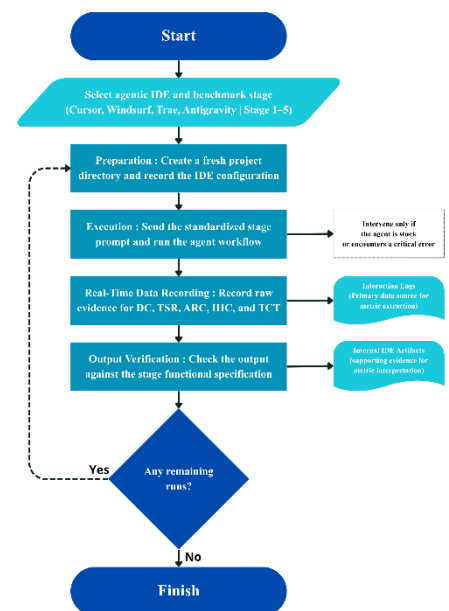 Start
Select agentic IDE and benchmark stage
(Cursor, Windsurf, Trae, Antigravity | Stage 1–5)
Preparation : Create a fresh project
directory and record the IDE configuration
Execution : Send the standardized stage
prompt and run the agent workflow
Intervene only if
the agent is stuck
or encounters a critical error
Real-Time Data Recording : Record raw
evidence for DC, TSR, ARC, HIC, and TCT
Interaction Logs
(Primary data source for
metric extraction)
Output Verification : Check the output
against the stage functional specification
Internal IDE Artifacts
(supporting evidence for
metric interpretation)
Yes
Any remaining
runs?
No
Finish